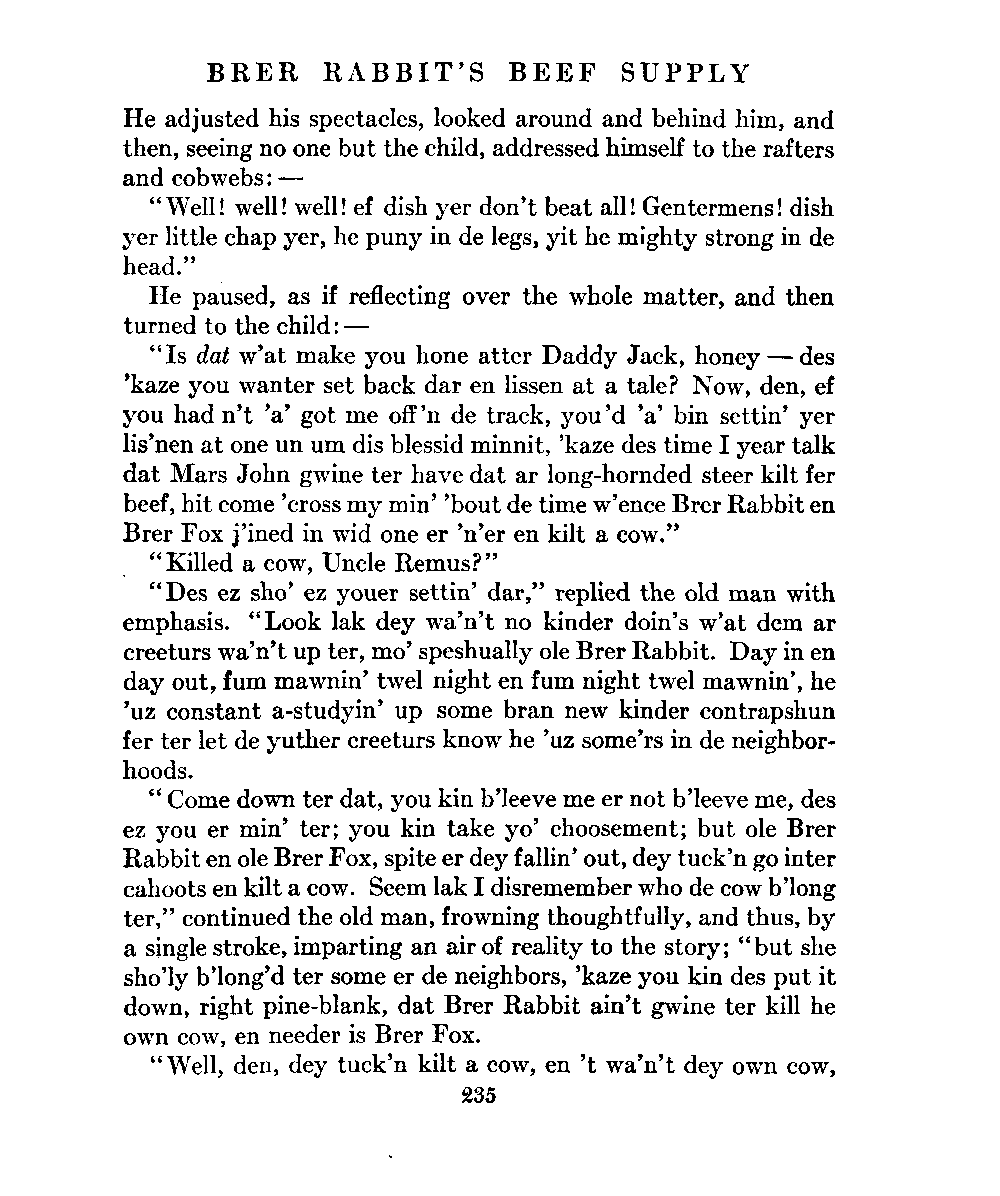 BRER RABBIT'S BEEF SUPPLY
He adjusted his spectacles, looked around and behind him, and
then, seeing no one but the child, addressed himself to the rafters
and cobwebs: —
"Well! well! well! ef dish yer don't beat all! Gentermens! dish
yer little chap yer, he puny in de legs, yit he mighty strong in de
head."
He paused, as if reflecting over the whole matter, and then
turned to the child: —
"Is dat w'at make you hone atter Daddy Jack, honey — des
'kaze you wanter set back dar en lissen at a tale? Now, den, ef
you had n't 'a' got me off'n de track, you 'd 'a' bin settin' yer
lis'nen at one un um dis blessid minnit, 'kaze des time I year talk
dat Mars John gwine ter have dat ar long-hornded steer kilt fer
beef, hit come 'cross my min' 'bout de time w'ence Brer Rabbit en
Brer Fox j'ined in wid one er 'n'er en kilt a cow."
"Killed a cow, Uncle Remus?"
"Des ez sho' ez youer settin' dar," replied the old man with
emphasis. "Look lak dey wa'n't no kinder doin's w'at dem ar
creeturs wa'n't up ter, mo' speshually ole Brer Rabbit. Day in en
day out, fum mawnin' twel night en fum night twel mawnin', he
'uz constant a-studyin' up some bran new kinder contrapshun
fer ter let de yuther creeturs know he 'uz some'rs in de neighbor-
hoods.
"Come down ter dat, you kin b'leeve me er not b'leeve me, des
ez you er min' ter; you kin take yo' choosement; but ole Brer
Rabbit en ole Brer Fox, spite er dey fallin' out, dey tuck'n go inter
cahoots en kilt a cow. Seem lak I disremember who de cow b'long
ter," continued the old man, frowning thoughtfully, and thus, by
a single stroke, imparting an air of reality to the story; "but she
sho'ly b'long'd ter some er de neighbors, 'kaze you kin des put it
down, right pine-blank, dat Brer Rabbit ain't gwine ter kill he
own cow, en needer is Brer Fox.
"Well, den, dey tuck'n kilt a cow, en 't wa'n't dey own cow,
235